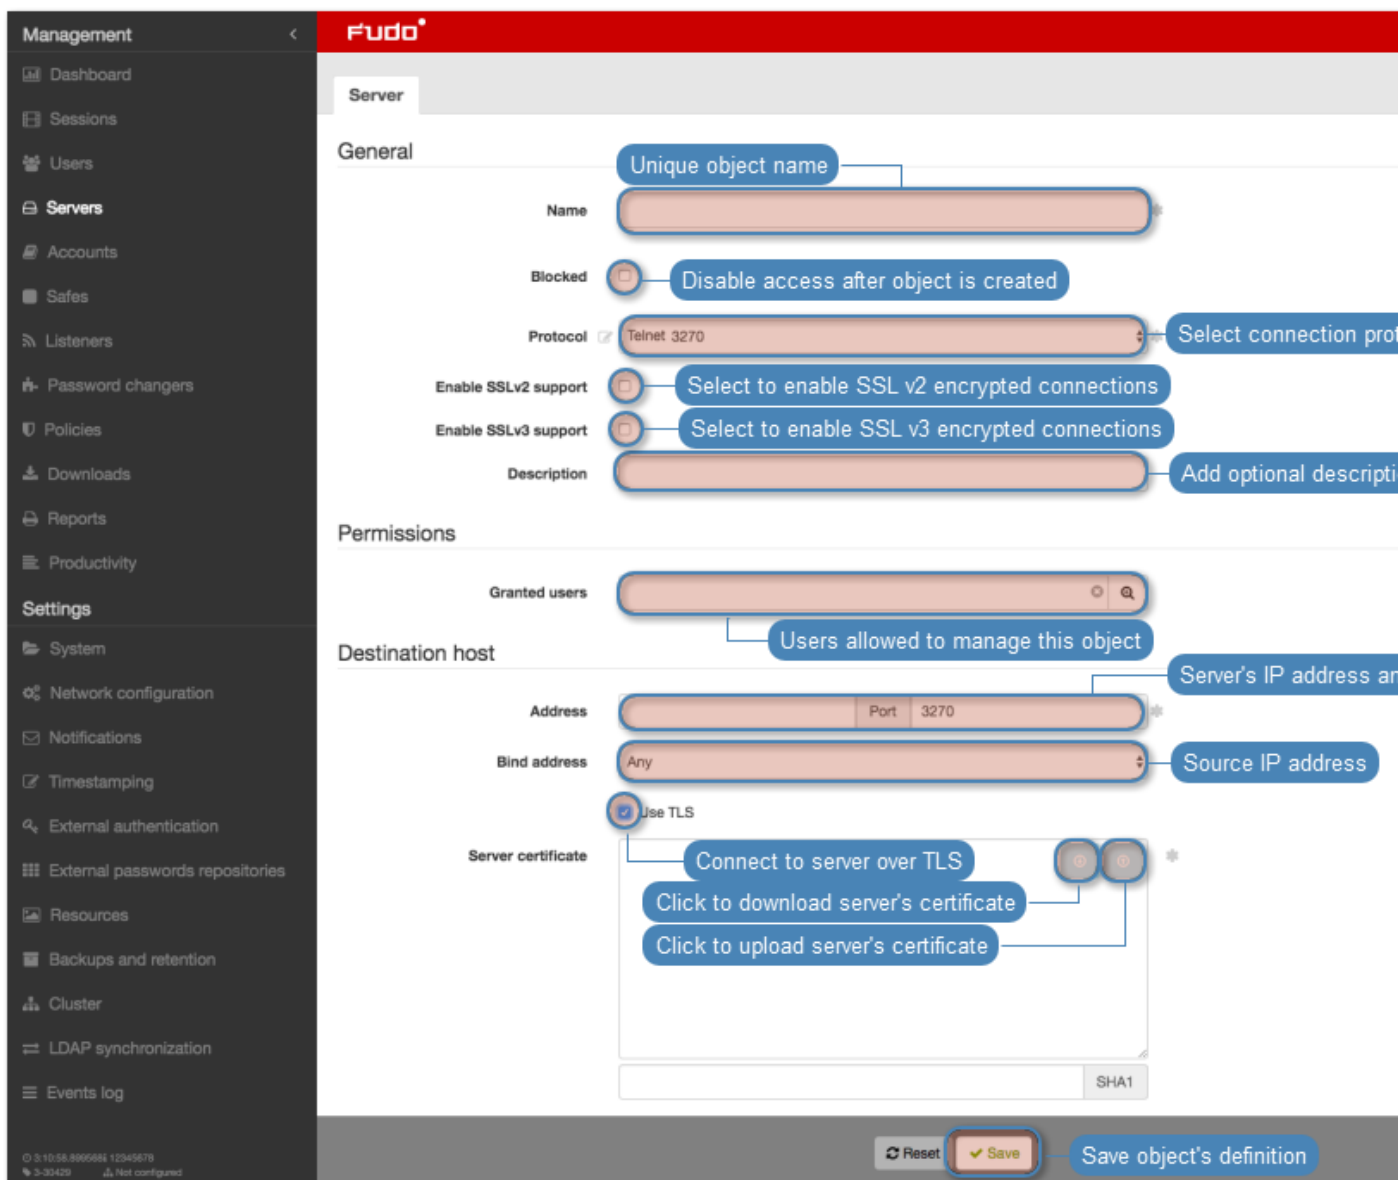 Management
Dashboard
Sessions
Users
Servers
Accounts
Safes
Listeners
Password changers
Policies
Downloads
Reports
Productivity
Settings
System
Network configuration
Notifications
Timestamping
External authentication
External passwords repositories
Resources
Backups and retention
Cluster
LDAP synchronization
Events log
12345678
3-30429 Not configured
FUDO
Server
General
Unique object name
Name
Blocked
Disable access after object is created
Protocol
Telnet 3270
Select connection prot
Enable SSLv2 support
Select to enable SSL v2 encrypted connections
Enable SSLv3 support
Select to enable SSL v3 encrypted connections
Description
Add optional descripti
Permissions
Granted users
Users allowed to manage this object
Destination host
Server's IP address an
Address
Port 3270
Bind address
Any
Source IP address
Use TLS
Server certificate
Connect to server over TLS
Click to download server's certificate
Click to upload server's certificate
SHA1
Reset
Save
Save object's definition